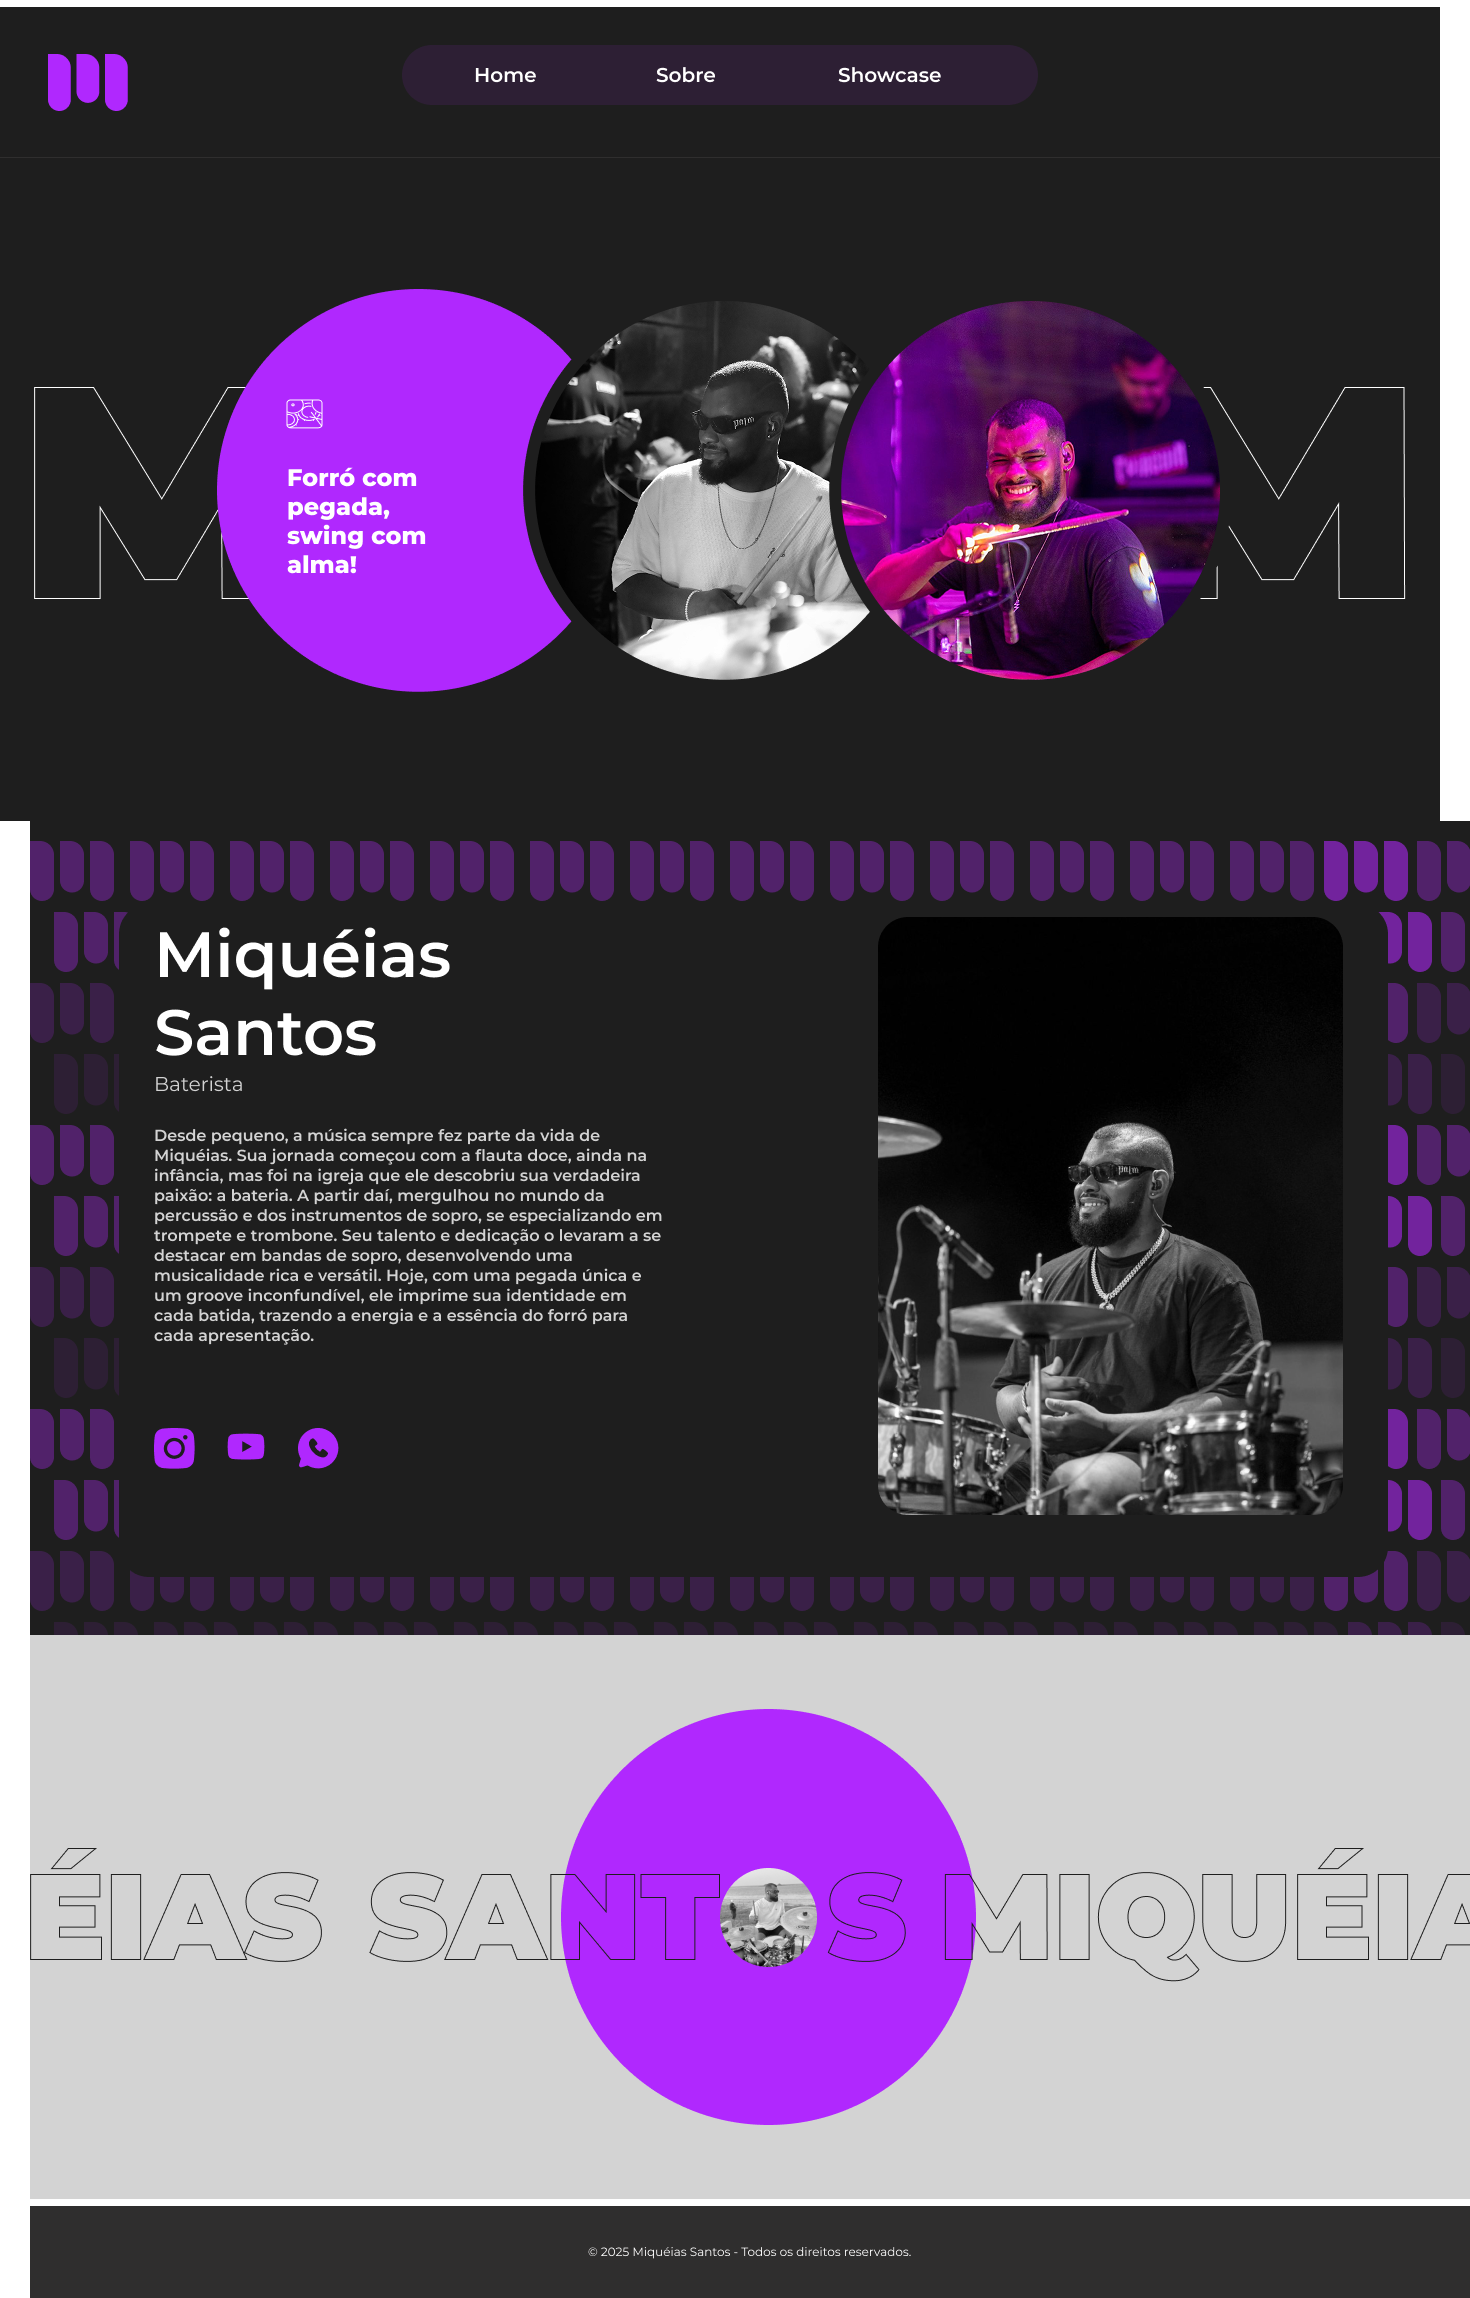 Home Sobre Showcase
M M
Forró com
pegada,
swing com
alma!
Miquéias
Santos
Baterista
Desde pequeno, a música sempre fez parte da vida de
Miquéias. Sua jornada começou com a flauta doce, ainda na
infância, mas foi na igreja que ele descobriu sua verdadeira
paixão: a bateria. A partir daí, mergulhou no mundo da
percussão e dos instrumentos de sopro, se especializando em
trompete e trombone. Seu talento e dedicação o levaram a se
destacar em bandas de sopro, desenvolvendo uma
musicalidade rica e versátil. Hoje, com uma pegada única e
um groove inconfundível, ele imprime sua identidade em
cada batida, trazendo a energia e a essência do forró para
cada apresentação.
ÉIAS SANT S MIQUÉIA
© 2025 Miquéias Santos - Todos os direitos reservados.